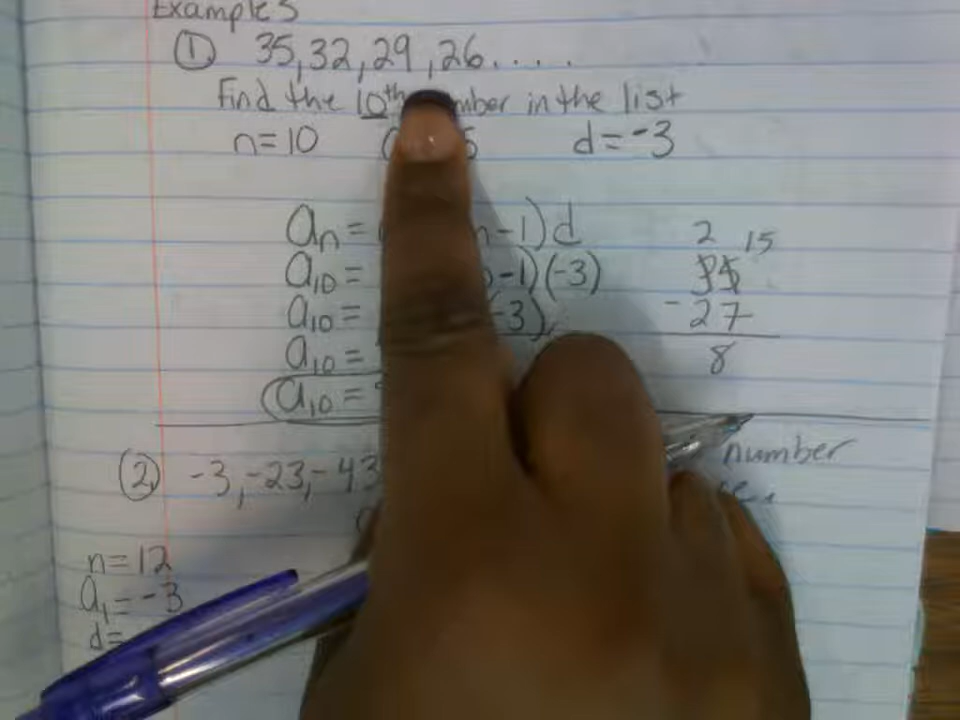 Examples
① 35, 32, 29, 26....
Find the 10th number in the list
n=10 d=-3
an = -1)d
a10 = -1)(-3)
a10 = -3)
a10 =
a10 =
2 15
35
-27
8
② -3, -23, -43 number
n=12
a1=-3
d=